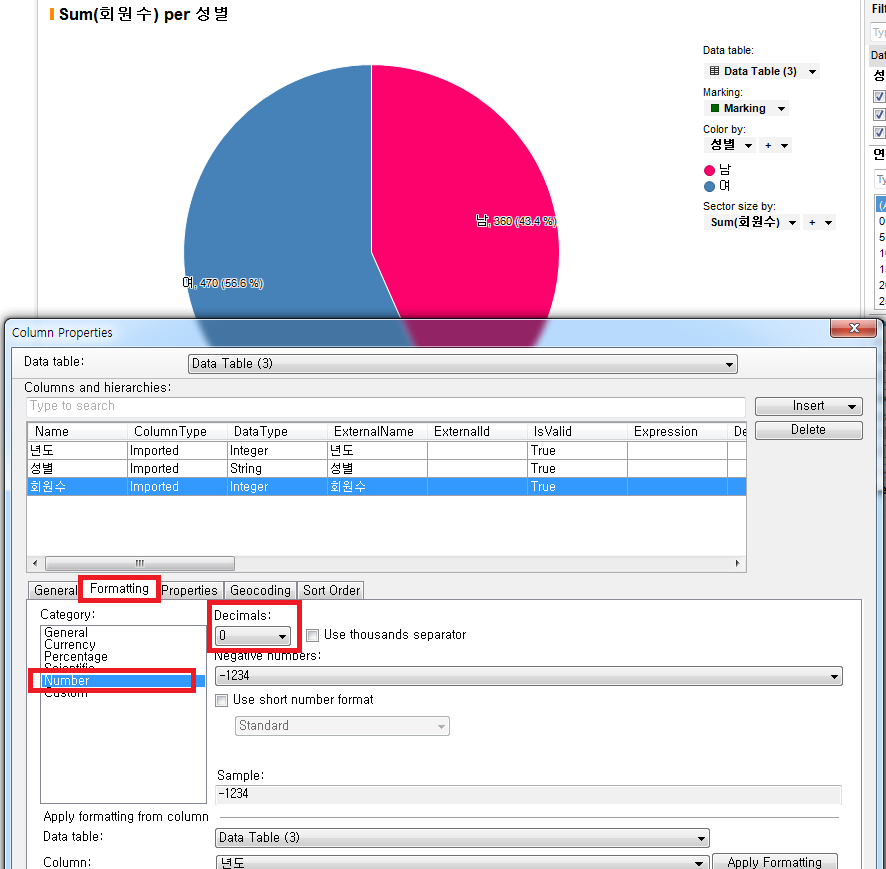 Sum(회원수) per 성별
Data table:
Data Table (3)
Marking:
Marking
Color by:
성별 +
남
여
Sector size by:
Sum(회원수) +
남, 360 (43.4 %)
여, 470 (56.6 %)
Column Properties
Data table:
Data Table (3)
Columns and hierarchies:
Type to search
Insert
Delete
Name ColumnType DataType ExternalName ExternalId IsValid Expression De
년도 Imported Integer 년도 True
성별 Imported String 성별 True
회원수 Imported Integer 회원수 True
General Formatting Properties Geocoding Sort Order
Category:
General
Currency
Percentage
Scientific
Number
Custom
Decimals:
0
Use thousands separator
Negative numbers:
-1234
Use short number format
Standard
Sample:
-1234
Apply formatting from column
Data table:
Data Table (3)
Column:
년도
Apply Formatting